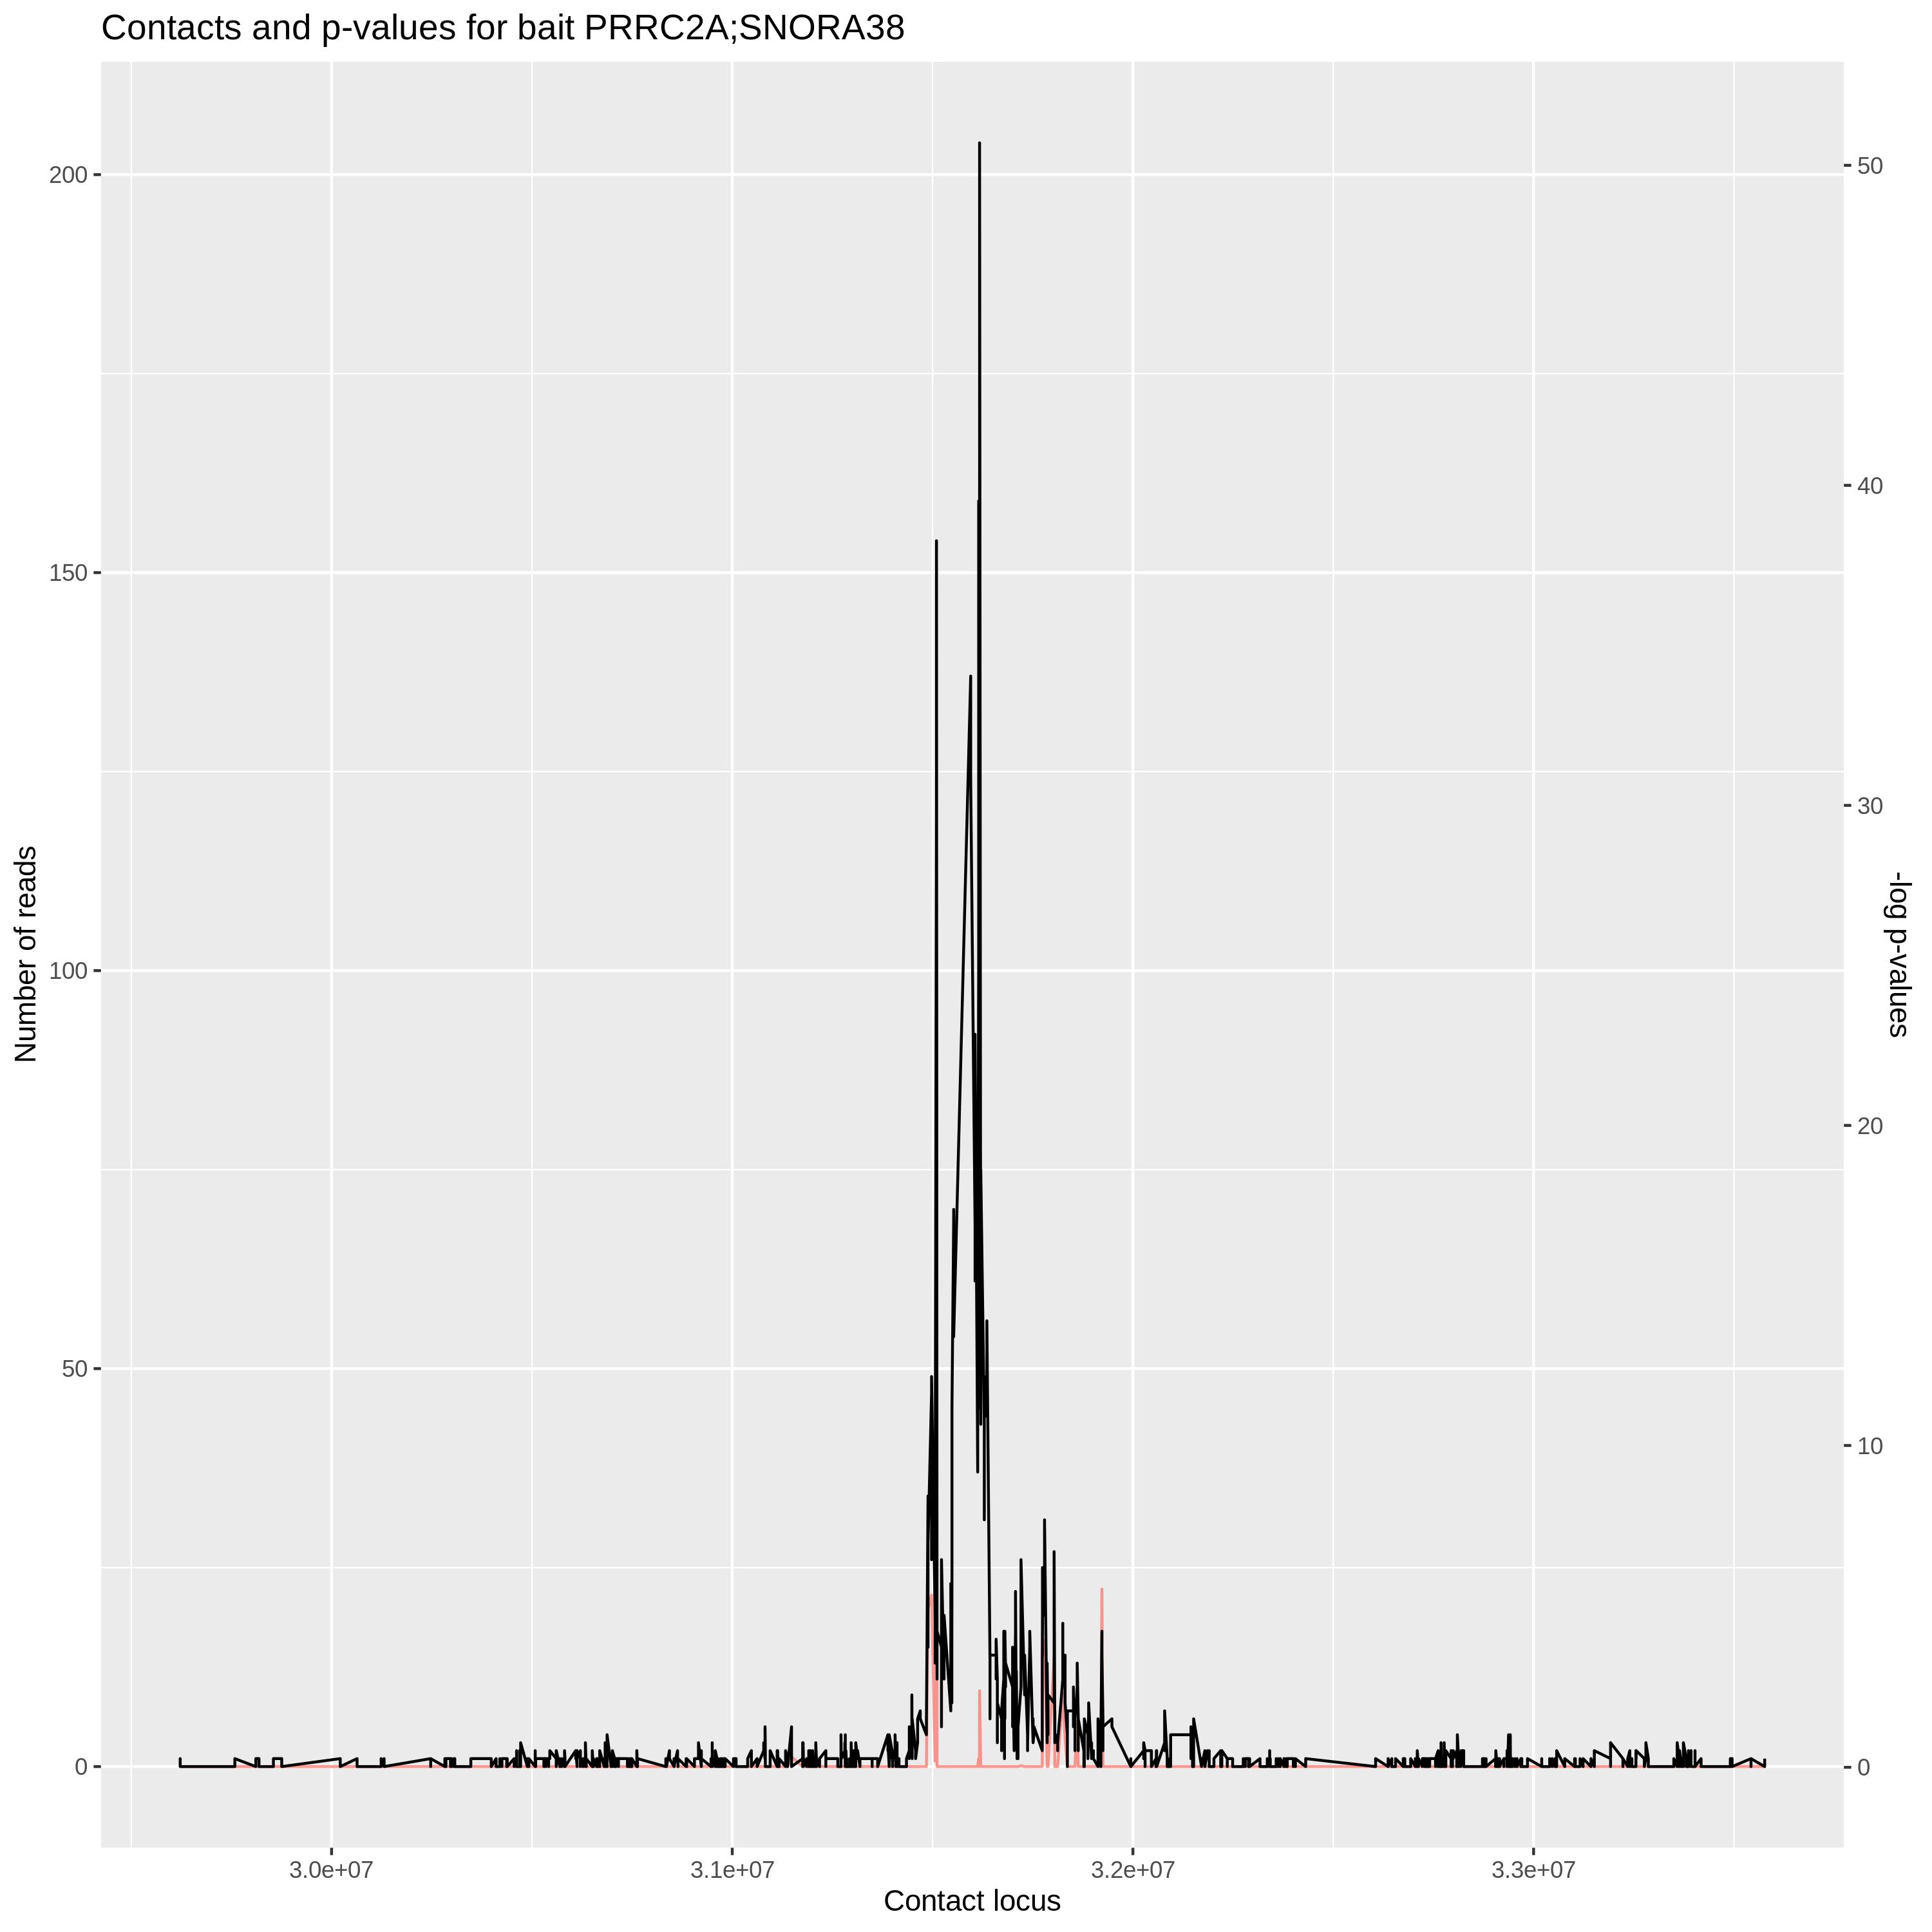 Contacts and p-values for bait PRRC2A;SNORA38
200
150
100
50
0
Number of reads
50
40
30
20
10
0
-log p-values
3.0e+07
3.1e+07
3.2e+07
3.3e+07
Contact locus